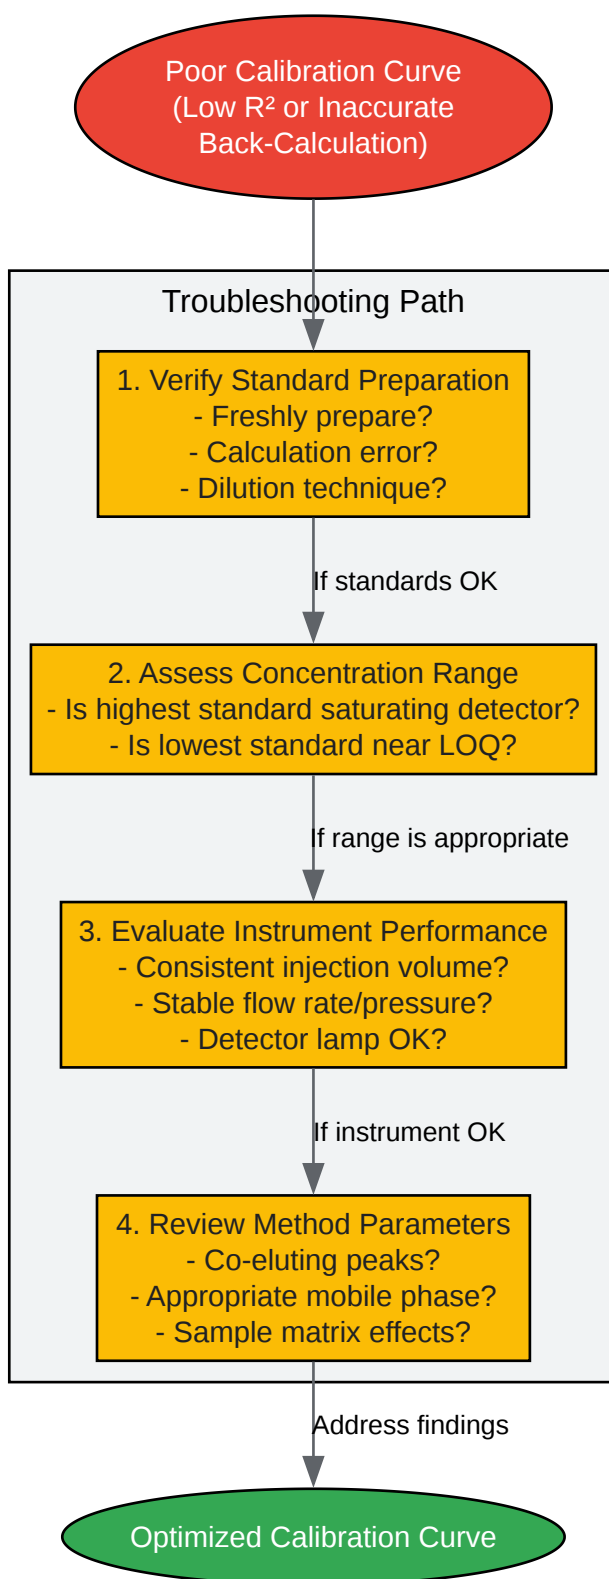 Poor Calibration Curve
(Low R² or Inaccurate
Back-Calculation)
Troubleshooting Path
1. Verify Standard Preparation
- Freshly prepare?
- Calculation error?
- Dilution technique?
If standards OK
2. Assess Concentration Range
- Is highest standard saturating detector?
- Is lowest standard near LOQ?
If range is appropriate
3. Evaluate Instrument Performance
- Consistent injection volume?
- Stable flow rate/pressure?
- Detector lamp OK?
If instrument OK
4. Review Method Parameters
- Co-eluting peaks?
- Appropriate mobile phase?
- Sample matrix effects?
Address findings
Optimized Calibration Curve